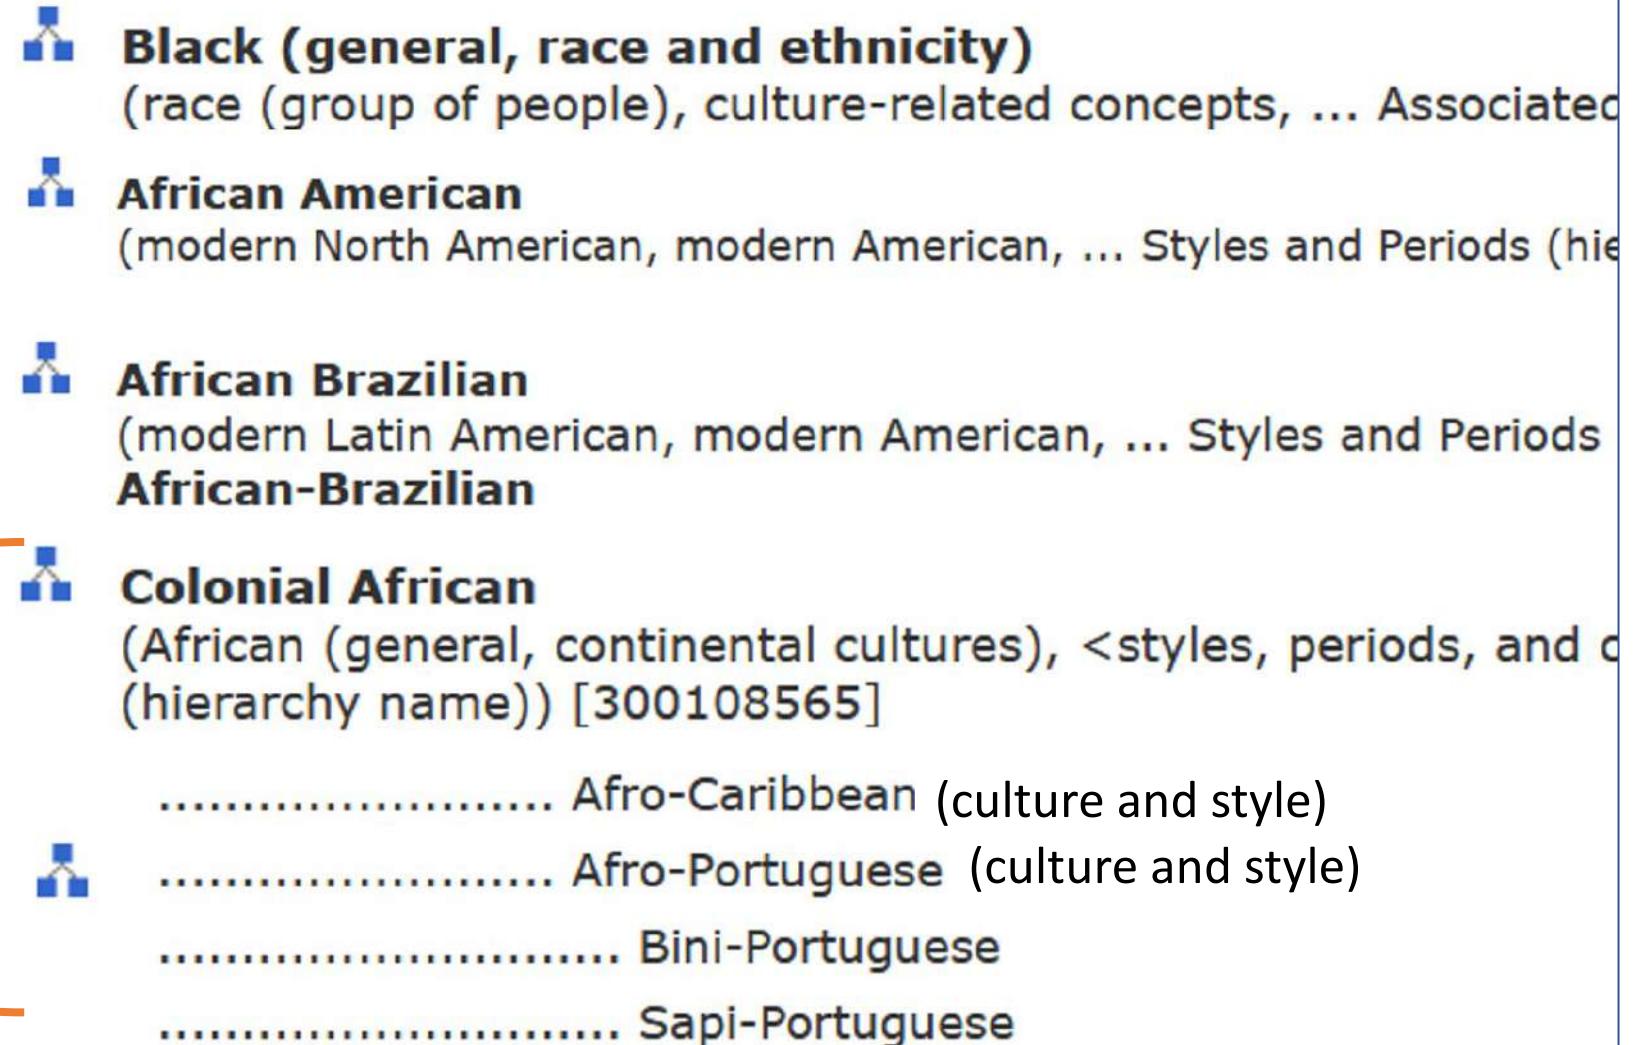 Black (general, race and ethnicity)
(race (group of people), culture-related concepts, ... Associated
African American
(modern North American, modern American, ... Styles and Periods (hie
African Brazilian
(modern Latin American, modern American, ... Styles and Periods
African-Brazilian
Colonial African
(African (general, continental cultures), <styles, periods, and c
(hierarchy name)) [300108565]
........................ Afro-Caribbean (culture and style)
........................ Afro-Portuguese (culture and style)
............................ Bini-Portuguese
............................ Sapi-Portuguese